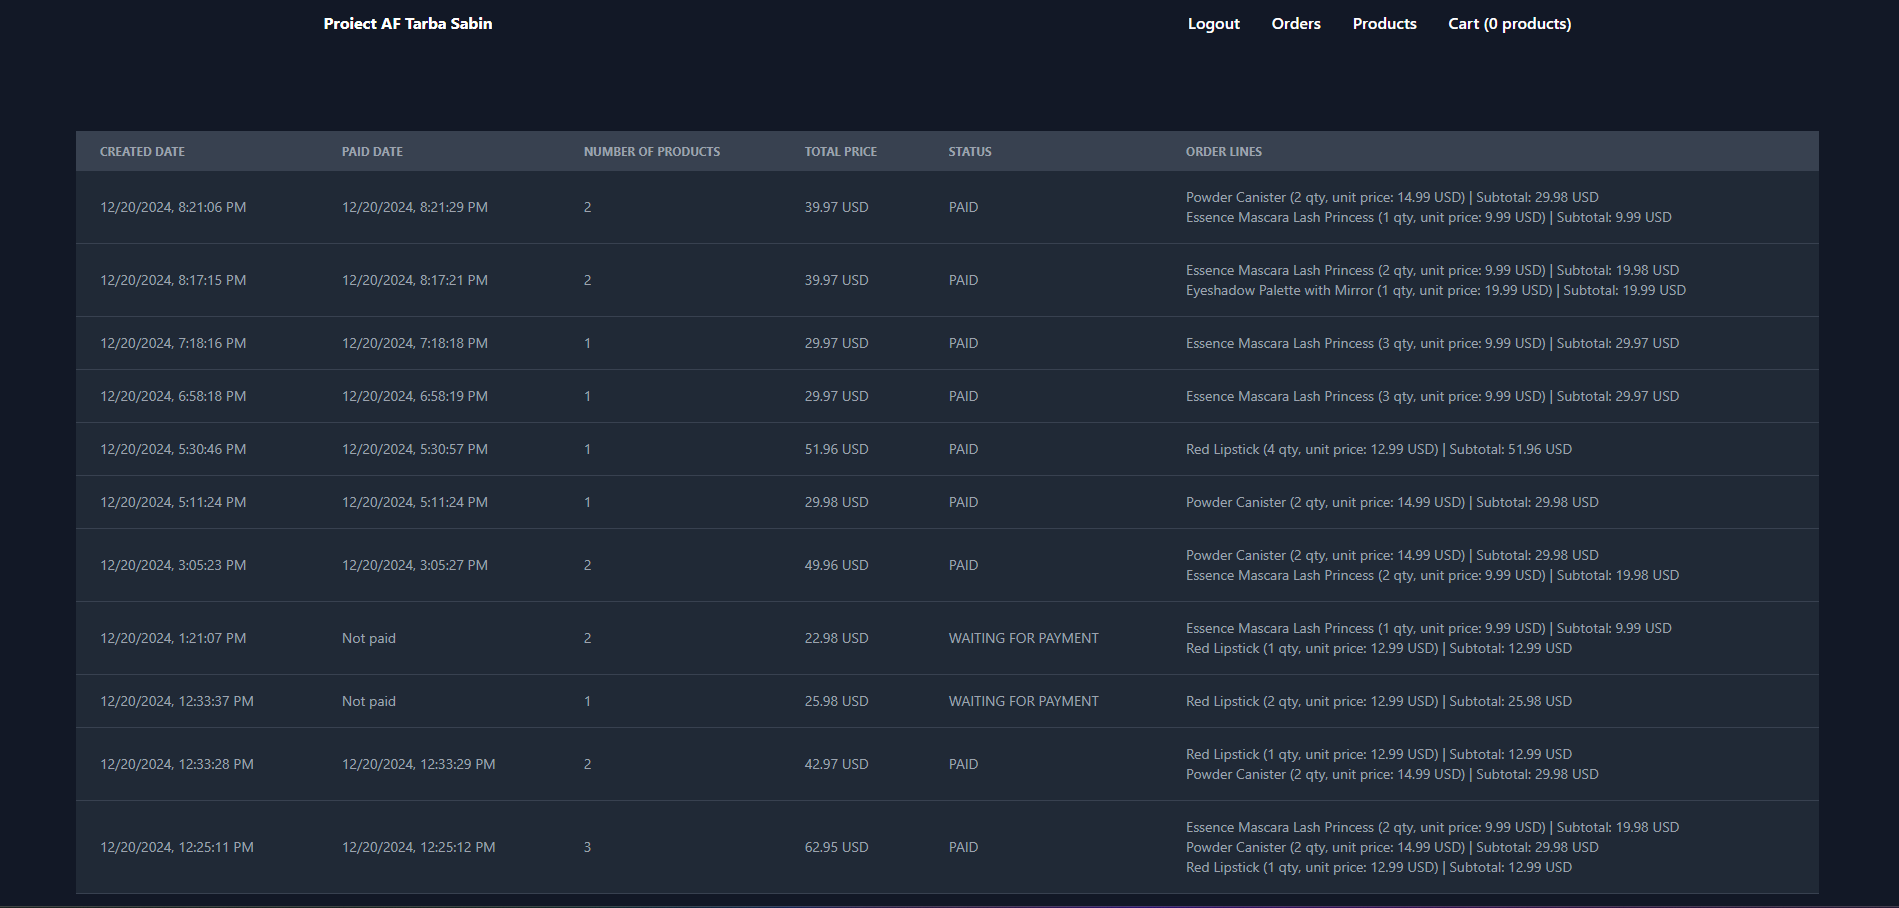 Proiect AF Tarba Sabin
Logout Orders Products Cart (0 products)
CREATED DATE PAID DATE NUMBER OF PRODUCTS TOTAL PRICE STATUS ORDER LINES
12/20/2024, 8:21:06 PM 12/20/2024, 8:21:29 PM 2 39.97 USD PAID Powder Canister (2 qty, unit price: 14.99 USD) | Subtotal: 29.98 USD
Essence Mascara Lash Princess (1 qty, unit price: 9.99 USD) | Subtotal: 9.99 USD
12/20/2024, 8:17:15 PM 12/20/2024, 8:17:21 PM 2 39.97 USD PAID Essence Mascara Lash Princess (2 qty, unit price: 9.99 USD) | Subtotal: 19.98 USD
Eyeshadow Palette with Mirror (1 qty, unit price: 19.99 USD) | Subtotal: 19.99 USD
12/20/2024, 7:18:16 PM 12/20/2024, 7:18:18 PM 1 29.97 USD PAID Essence Mascara Lash Princess (3 qty, unit price: 9.99 USD) | Subtotal: 29.97 USD
12/20/2024, 6:58:18 PM 12/20/2024, 6:58:19 PM 1 29.97 USD PAID Essence Mascara Lash Princess (3 qty, unit price: 9.99 USD) | Subtotal: 29.97 USD
12/20/2024, 5:30:46 PM 12/20/2024, 5:30:57 PM 1 51.96 USD PAID Red Lipstick (4 qty, unit price: 12.99 USD) | Subtotal: 51.96 USD
12/20/2024, 5:11:24 PM 12/20/2024, 5:11:24 PM 1 29.98 USD PAID Powder Canister (2 qty, unit price: 14.99 USD) | Subtotal: 29.98 USD
12/20/2024, 3:05:23 PM 12/20/2024, 3:05:27 PM 2 49.96 USD PAID Powder Canister (2 qty, unit price: 14.99 USD) | Subtotal: 29.98 USD
Essence Mascara Lash Princess (2 qty, unit price: 9.99 USD) | Subtotal: 19.98 USD
12/20/2024, 1:21:07 PM Not paid 2 22.98 USD WAITING FOR PAYMENT Essence Mascara Lash Princess (1 qty, unit price: 9.99 USD) | Subtotal: 9.99 USD
Red Lipstick (1 qty, unit price: 12.99 USD) | Subtotal: 12.99 USD
12/20/2024, 12:33:37 PM Not paid 1 25.98 USD WAITING FOR PAYMENT Red Lipstick (2 qty, unit price: 12.99 USD) | Subtotal: 25.98 USD
12/20/2024, 12:33:28 PM 12/20/2024, 12:33:29 PM 2 42.97 USD PAID Red Lipstick (1 qty, unit price: 12.99 USD) | Subtotal: 12.99 USD
Powder Canister (2 qty, unit price: 14.99 USD) | Subtotal: 29.98 USD
12/20/2024, 12:25:11 PM 12/20/2024, 12:25:12 PM 3 62.95 USD PAID Essence Mascara Lash Princess (2 qty, unit price: 9.99 USD) | Subtotal: 19.98 USD
Powder Canister (2 qty, unit price: 14.99 USD) | Subtotal: 29.98 USD
Red Lipstick (1 qty, unit price: 12.99 USD) | Subtotal: 12.99 USD